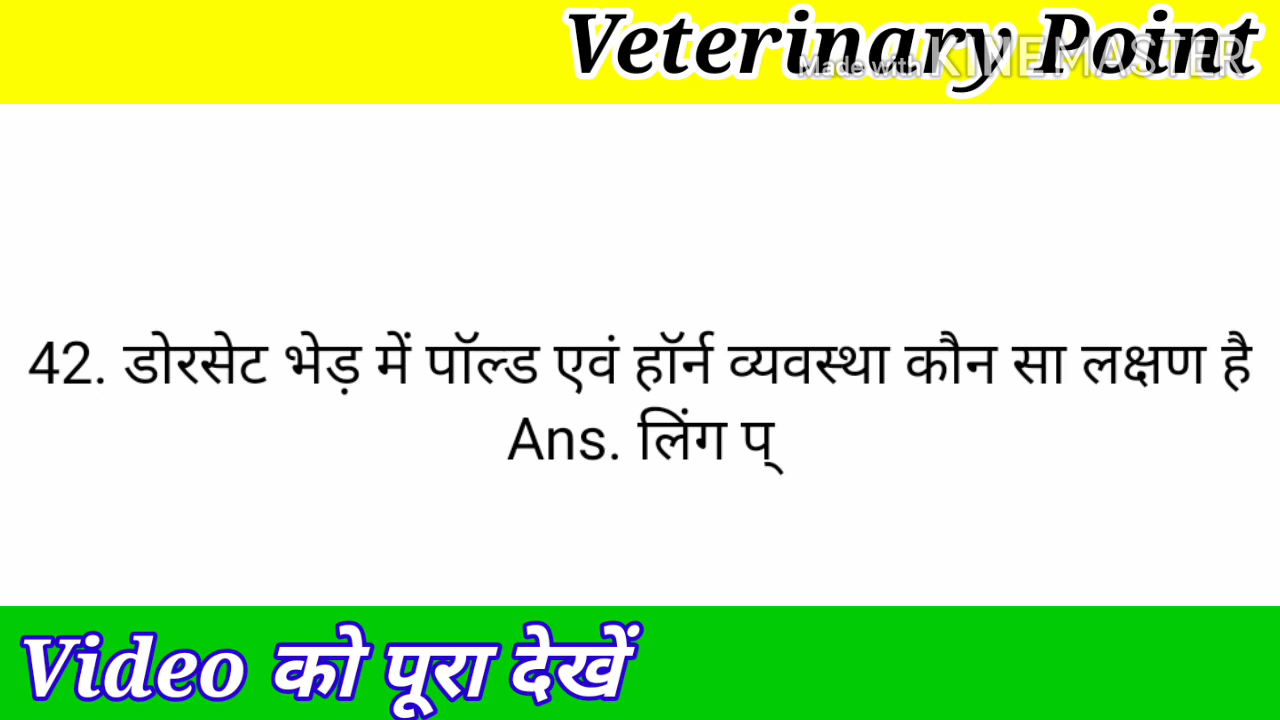 Veterinary Point
Made with KINEMASTER
42. डोरसेट भेड़ में पॉल्ड एवं हॉर्न व्यवस्था कौन सा लक्षण है
Ans. लिंग प्
Video को पूरा देखें